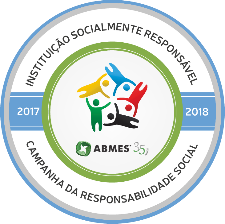 INSTITUIÇÃO SOCIALMENTE RESPONSÁVEL
2017
2018
ABMES 35
CAMPANHA DA RESPONSABILIDADE SOCIAL